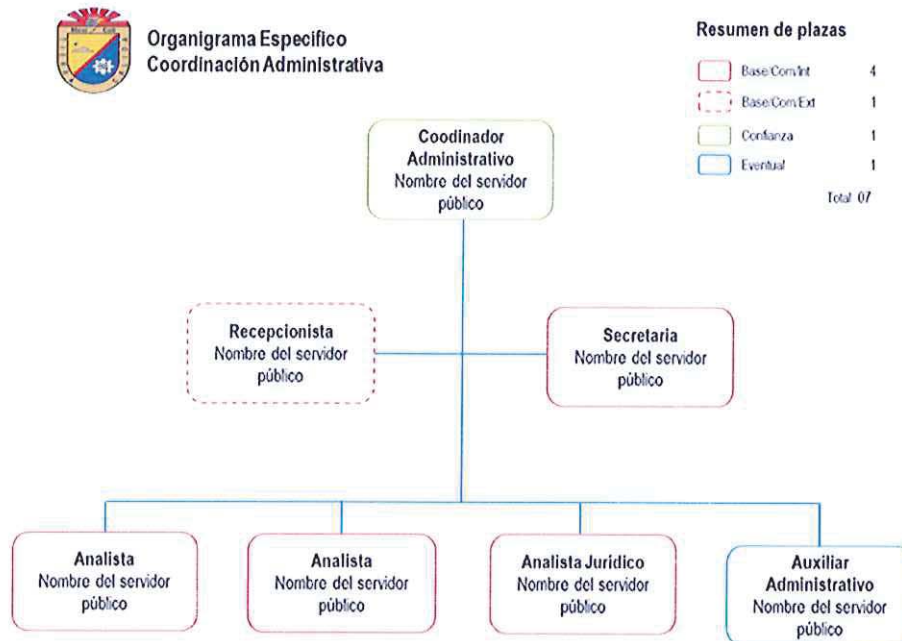 Organigrama Especifico
Coordinación Administrativa
Resumen de plazas
Base/Com/Int 4
Base/Com/Ext 1
Confianza 1
Eventual 1
Total 07
Coodinador
Administrativo
Nombre del servidor
público
Recepcionista
Nombre del servidor
público
Secretaria
Nombre del servidor
público
Analista
Nombre del servidor
público
Analista
Nombre del servidor
público
Analista Jurídico
Nombre del servidor
público
Auxiliar
Administrativo
Nombre del servidor
público